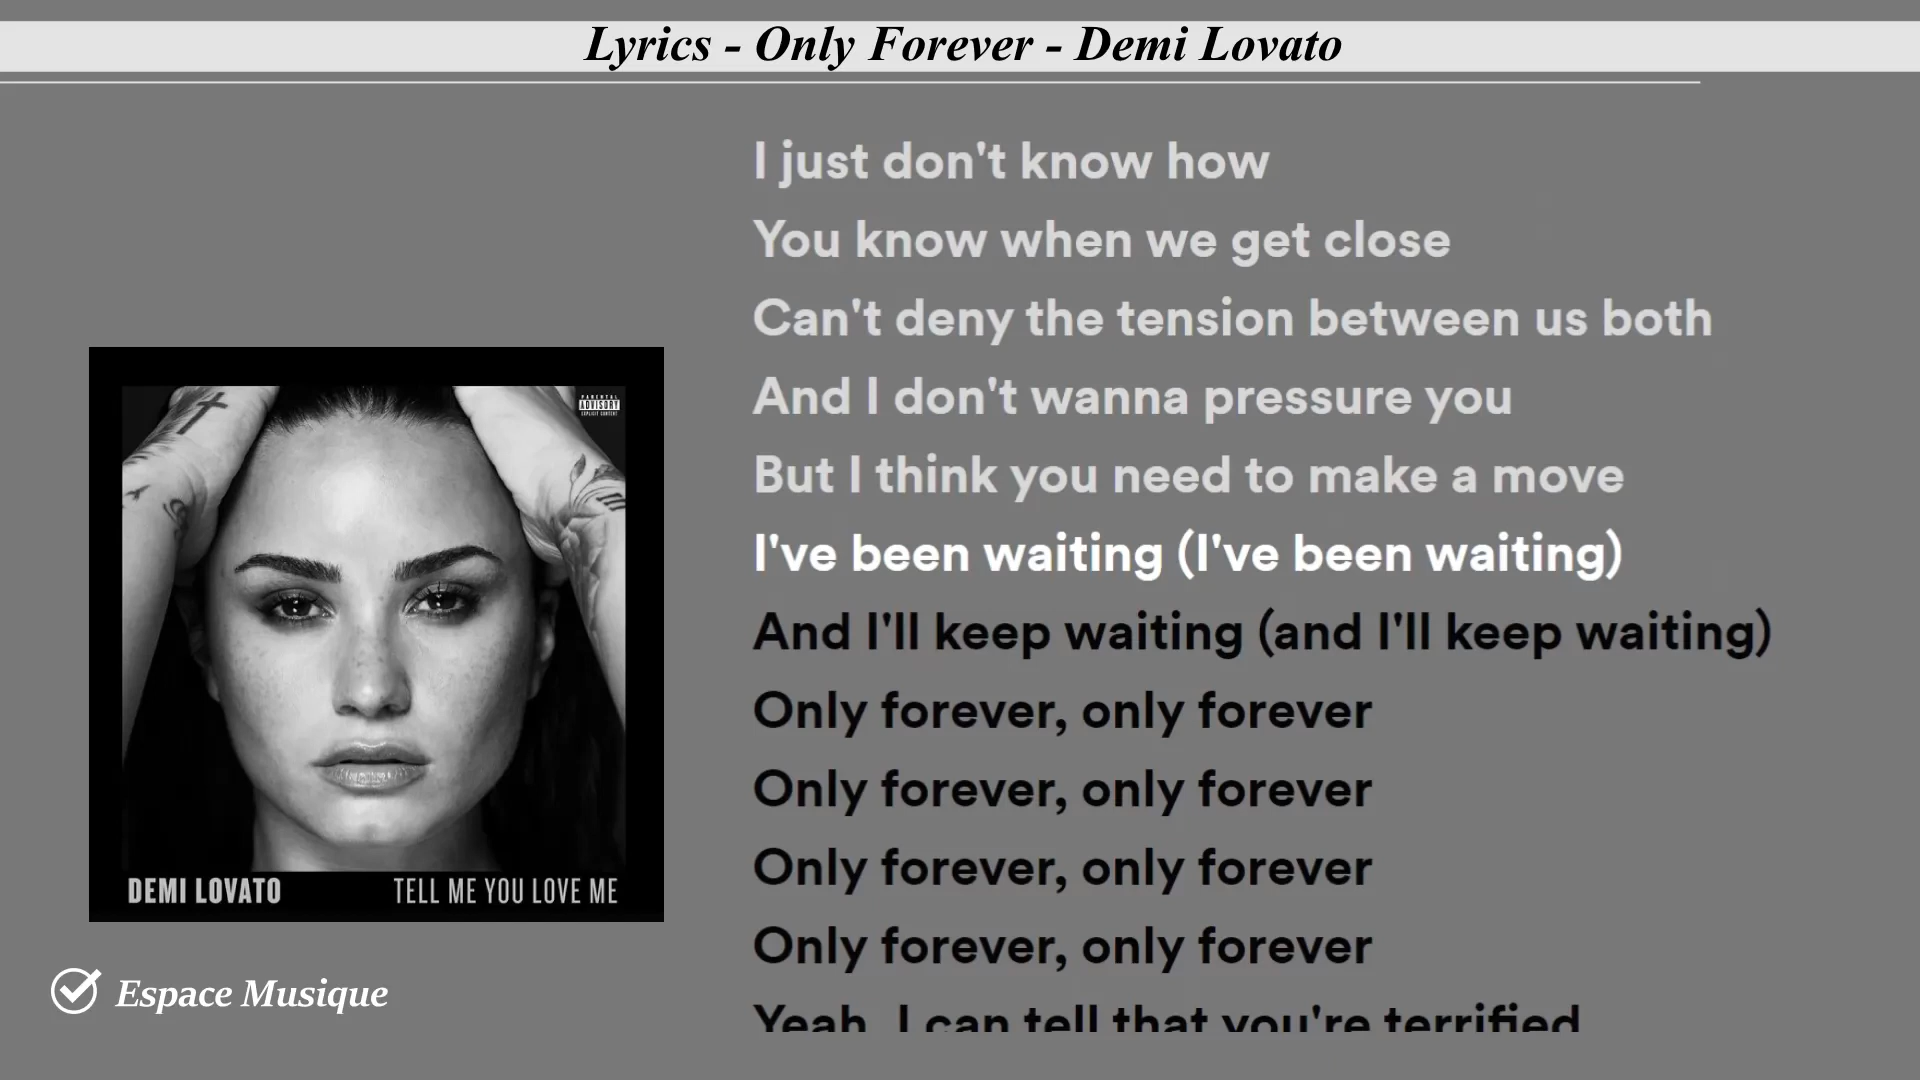 Lyrics - Only Forever - Demi Lovato
I just don't know how
You know when we get close
Can't deny the tension between us both
And I don't wanna pressure you
But I think you need to make a move
I've been waiting (I've been waiting)
And I'll keep waiting (and I'll keep waiting)
Only forever, only forever
Only forever, only forever
Only forever, only forever
Only forever, only forever
Yeah, I can tell that you're terrified
PARENTAL
ADVISORY
EXPLICIT CONTENT
DEMI LOVATO TELL ME YOU LOVE ME
Espace Musique